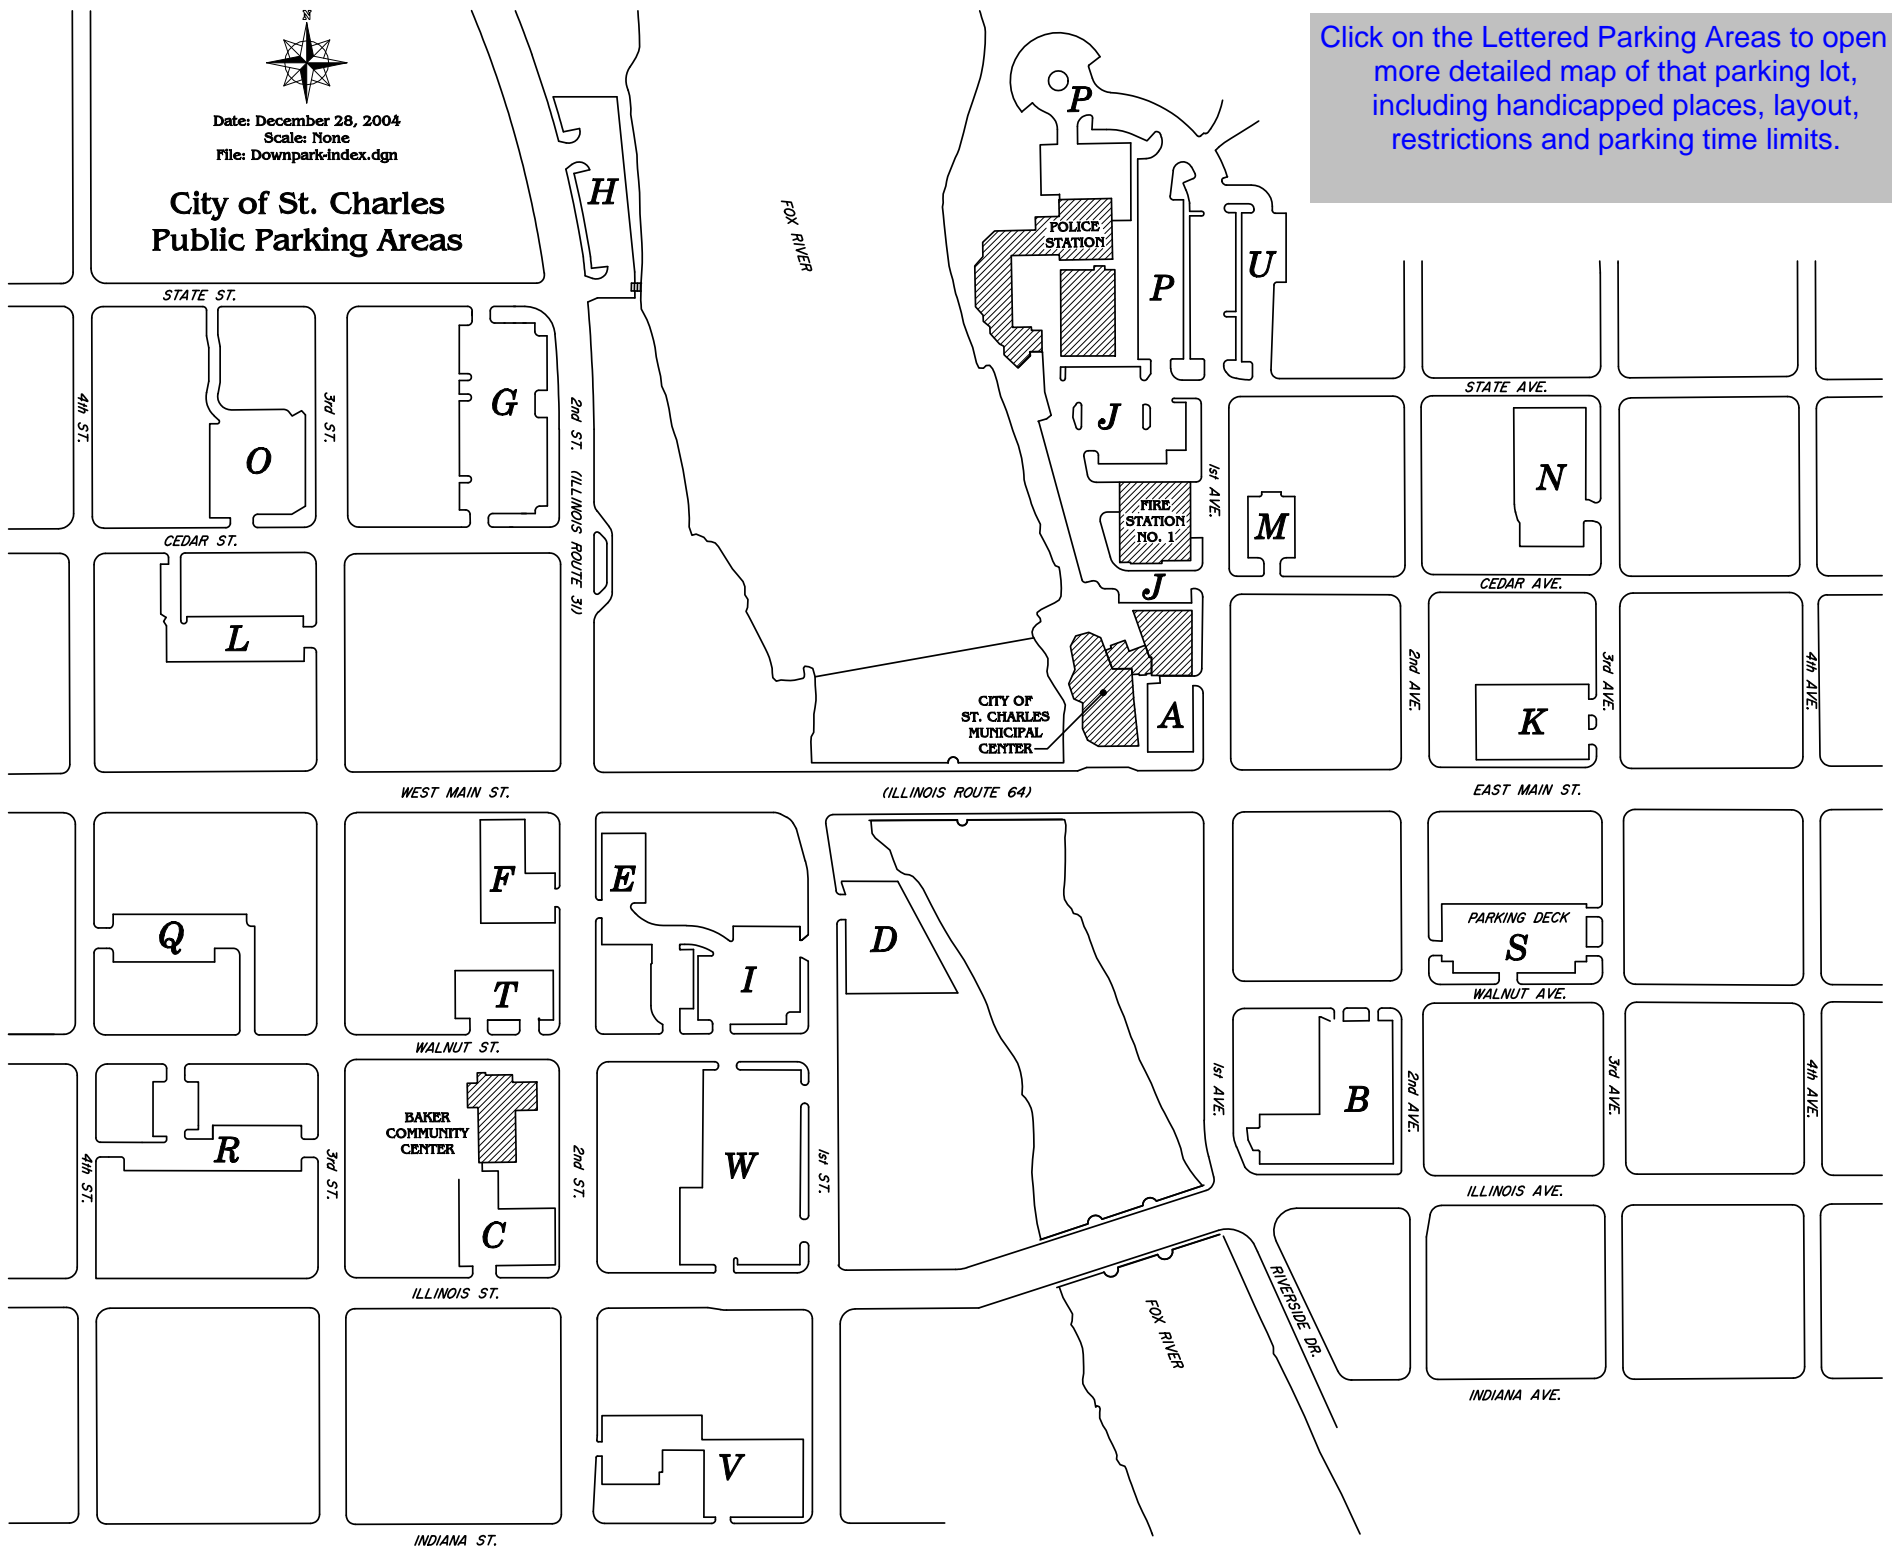 N
Date: December 28, 2004
Scale: None
File: Downpark-index.dgn
City of St. Charles
Public Parking Areas
Click on the Lettered Parking Areas to open
more detailed map of that parking lot,
including handicapped places, layout,
restrictions and parking time limits.
H
P
FOX RIVER
POLICE
STATION
P
U
STATE ST.
4th ST.
O
3rd ST.
G
2nd ST. (ILLINOIS ROUTE 31)
STATE AVE.
J
1st AVE.
FIRE
STATION
NO. 1
M
N
CEDAR ST.
CEDAR AVE.
J
L
CITY OF
ST. CHARLES
MUNICIPAL
CENTER
A
2nd AVE.
K
3rd AVE.
4th AVE.
WEST MAIN ST.
(ILLINOIS ROUTE 64)
EAST MAIN ST.
F
E
Q
D
PARKING DECK
S
T
I
WALNUT AVE.
WALNUT ST.
BAKER
COMMUNITY
CENTER
R
4th ST.
3rd ST.
2nd ST.
W
1st ST.
1st AVE.
B
2nd AVE.
3rd AVE.
4th AVE.
ILLINOIS AVE.
C
ILLINOIS ST.
RIVERSIDE DR.
FOX RIVER
INDIANA AVE.
V
INDIANA ST.